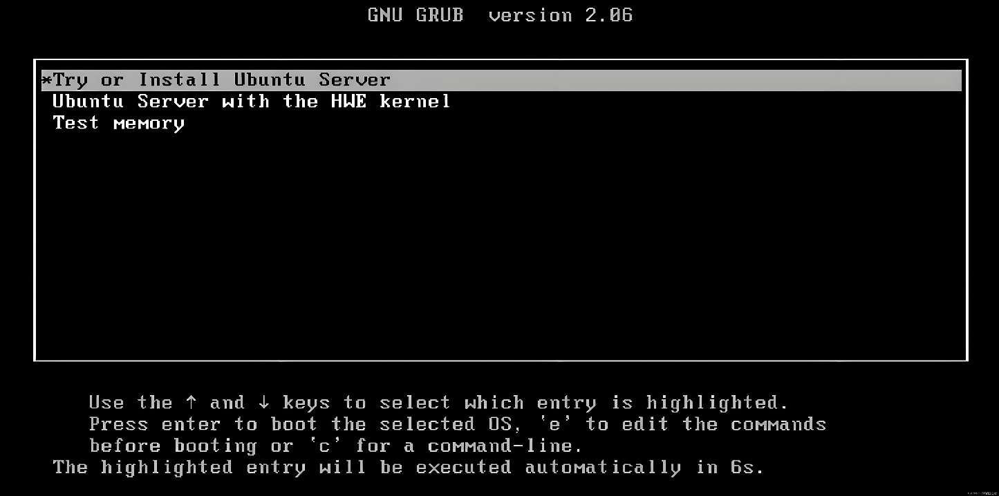 GNU GRUB  version 2.06
*Try or Install Ubuntu Server
Ubuntu Server with the HWE kernel
Test memory
Use the ↑ and ↓ keys to select which entry is highlighted.
Press enter to boot the selected OS, `e' to edit the commands
before booting or `c' for a command-line.
The highlighted entry will be executed automatically in 6s.